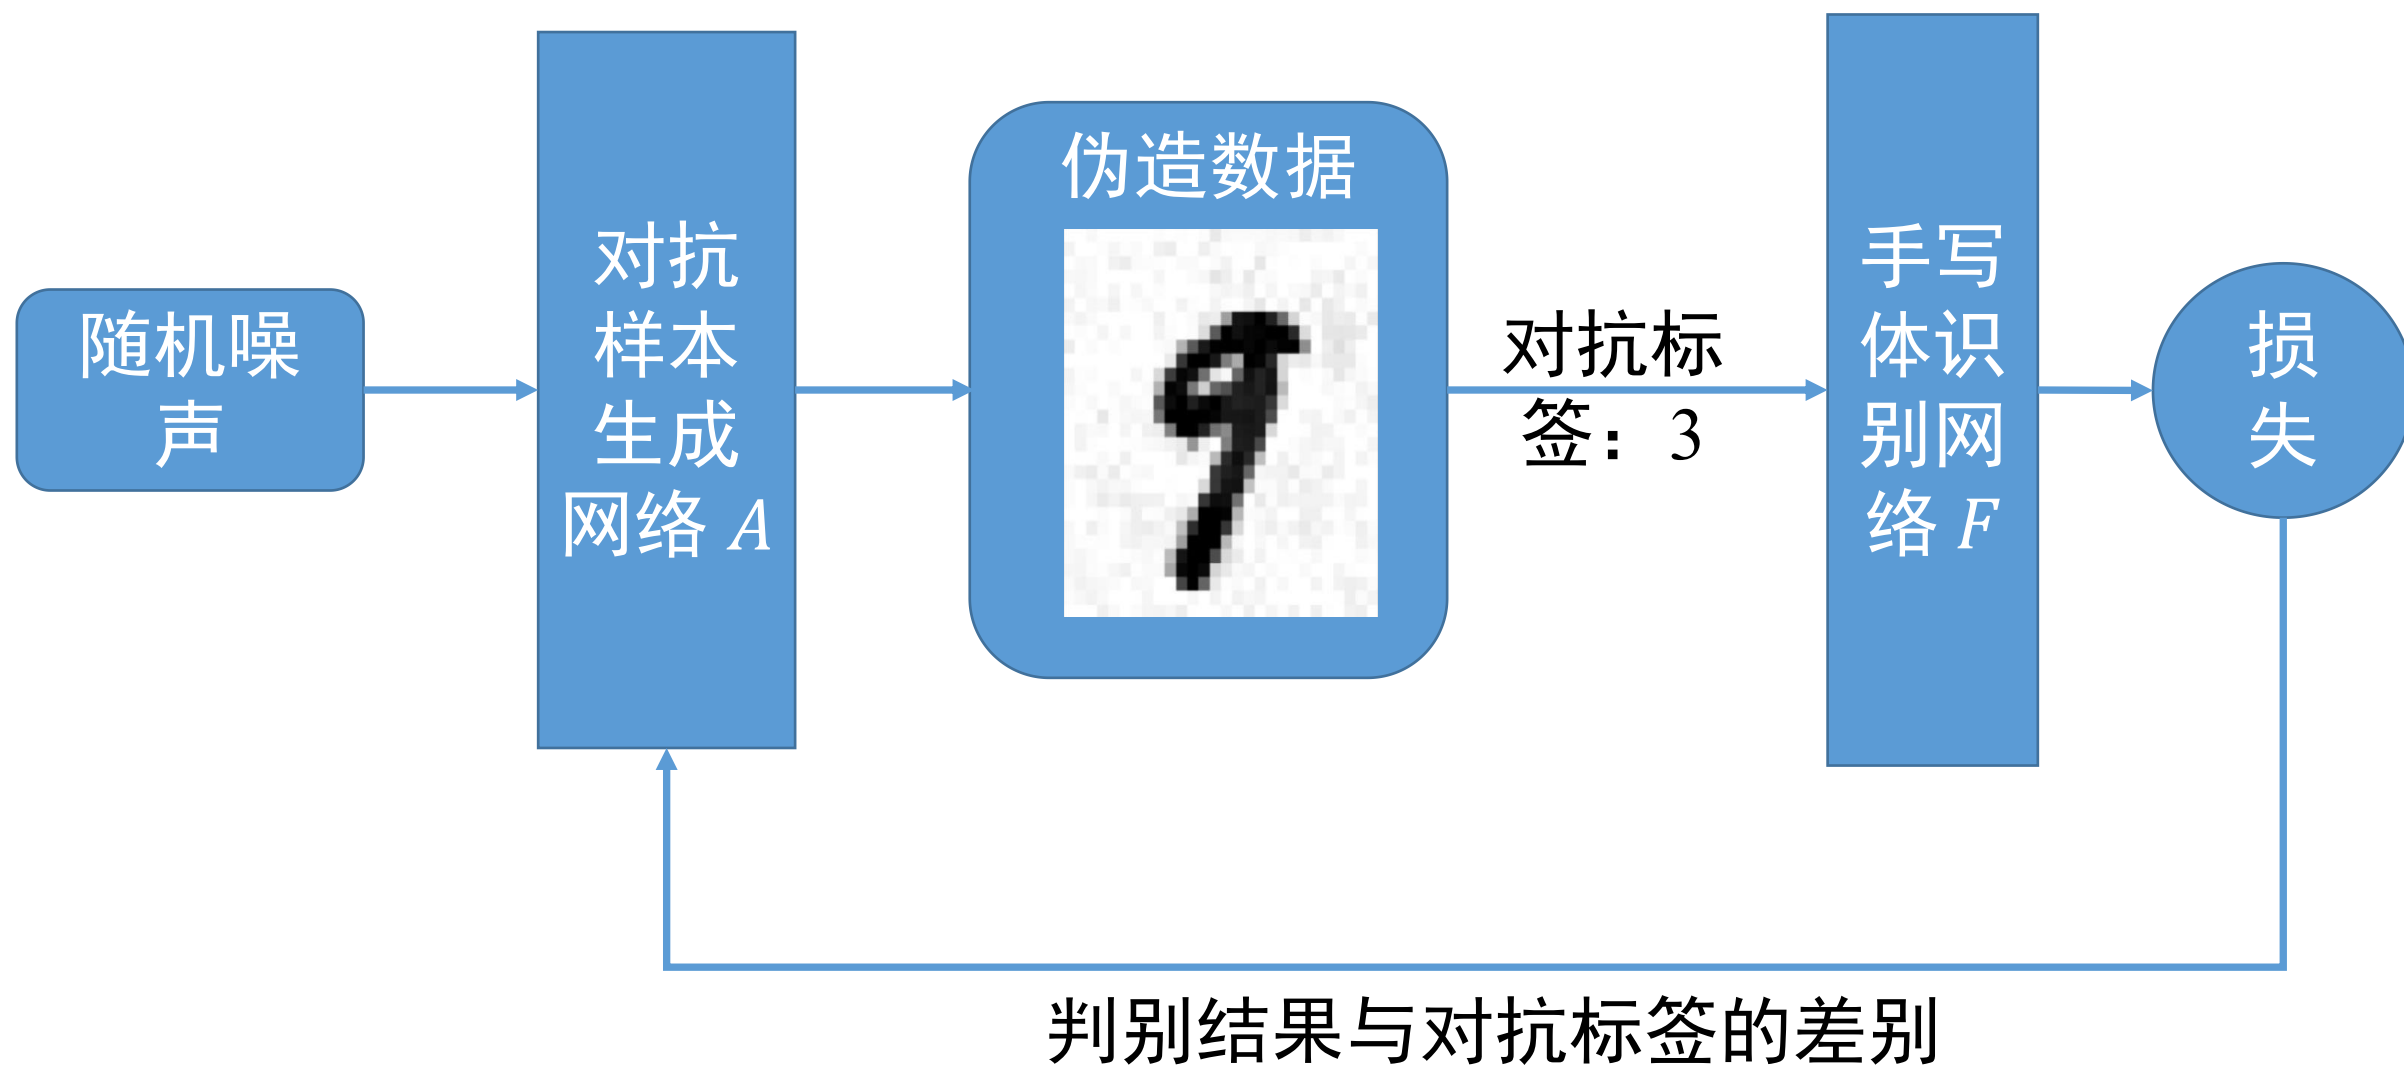 随机噪
声
对抗
样本
生成
网络 A
伪造数据
对抗标
签：3
手写
体识
别网
络 F
损
失
判别结果与对抗标签的差别